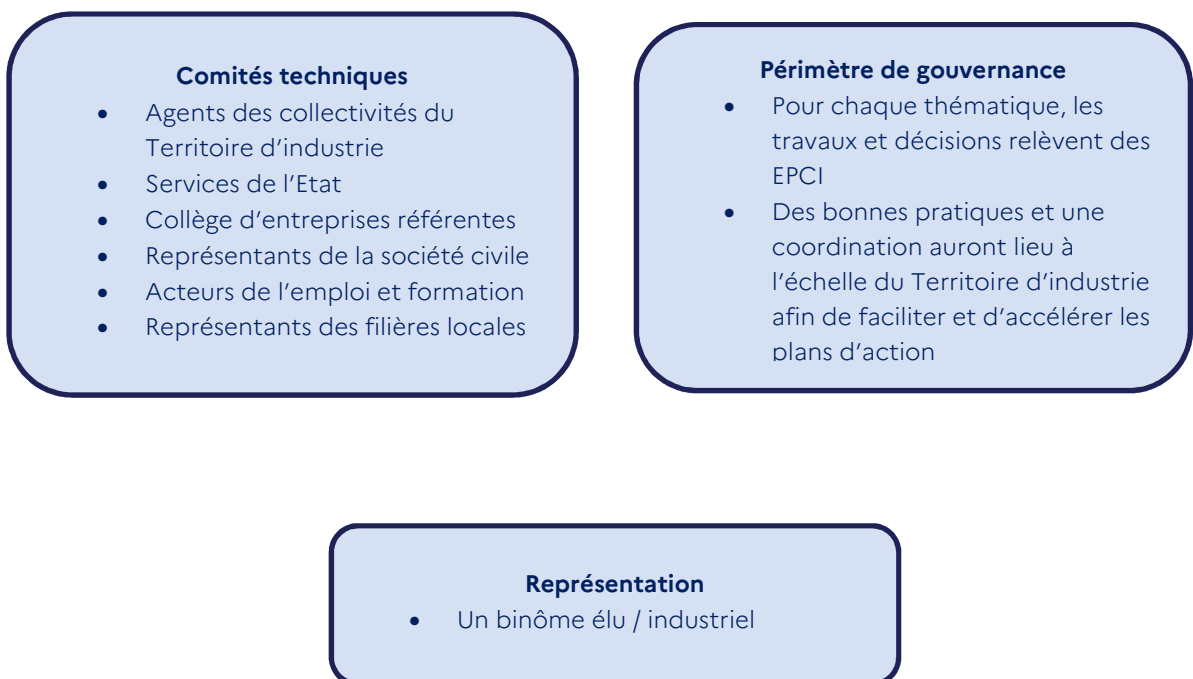 Comités techniques
• Agents des collectivités du
Territoire d'industrie
• Services de l'Etat
• Collège d'entreprises référentes
• Représentants de la société civile
• Acteurs de l'emploi et formation
• Représentants des filières locales
Périmètre de gouvernance
• Pour chaque thématique, les
travaux et décisions relèvent des
EPCI
• Des bonnes pratiques et une
coordination auront lieu à
l'échelle du Territoire d'industrie
afin de faciliter et d'accélérer les
plans d'action
Représentation
• Un binôme élu / industriel